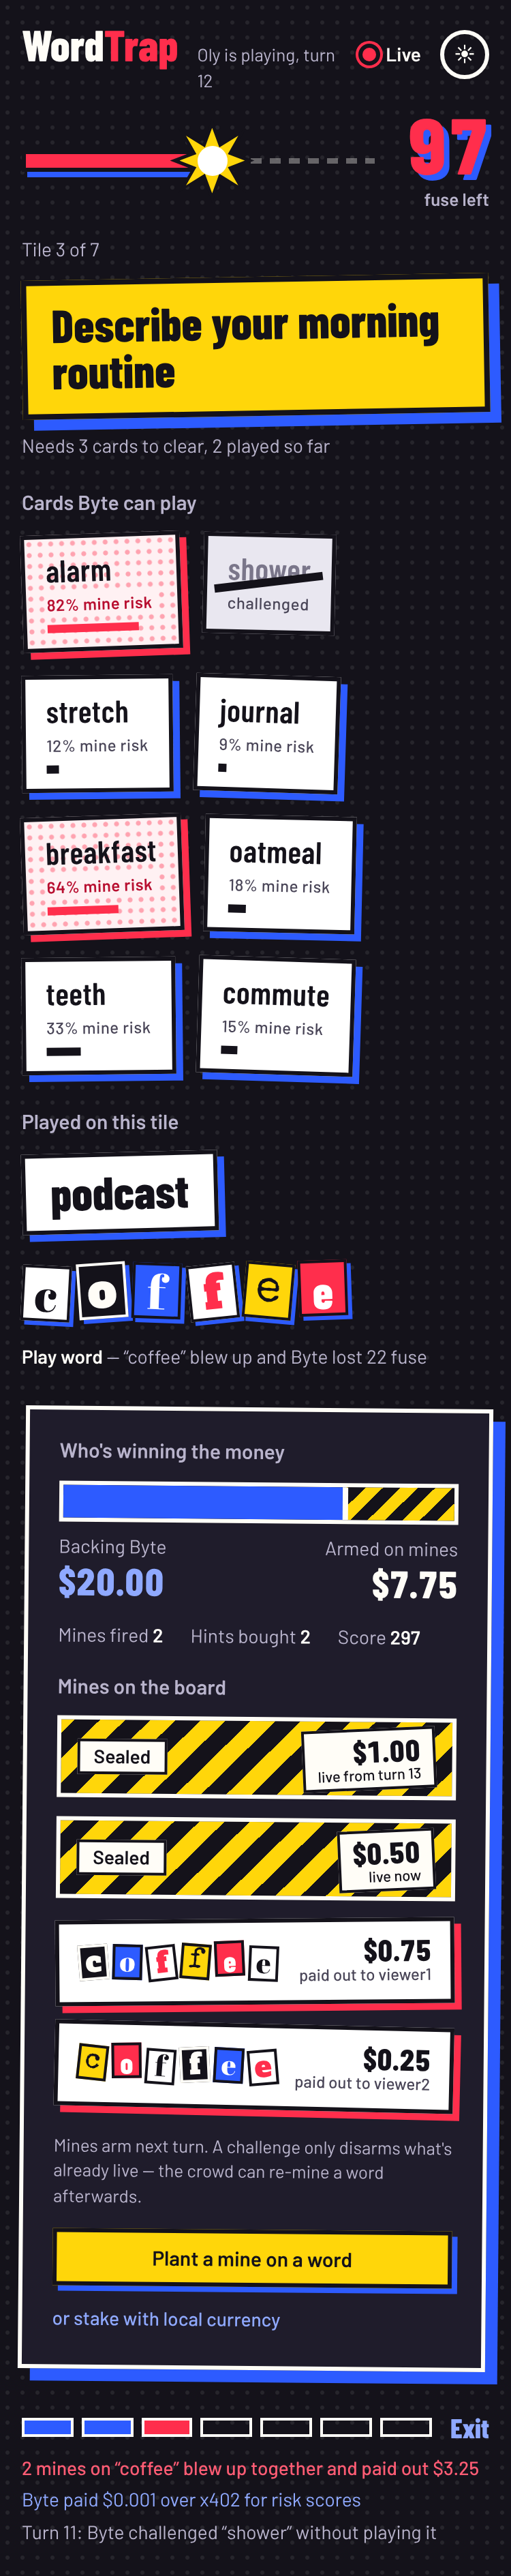 WordTrap
Oly is playing, turn
12
Live
97
fuse left
Tile 3 of 7
Describe your morning
routine
Needs 3 cards to clear, 2 played so far
Cards Byte can play
alarm
82% mine risk
shower
challenged
stretch
12% mine risk
journal
9% mine risk
breakfast
64% mine risk
oatmeal
18% mine risk
teeth
33% mine risk
commute
15% mine risk
Played on this tile
podcast
coffee
Play word — “coffee” blew up and Byte lost 22 fuse
Who's winning the money
Backing Byte
$20.00
Armed on mines
$7.75
Mines fired 2
Hints bought 2
Score 297
Mines on the board
Sealed
$1.00
live from turn 13
Sealed
$0.50
live now
coffee
$0.75
paid out to viewer1
coffee
$0.25
paid out to viewer2
Mines arm next turn. A challenge only disarms what's
already live — the crowd can re-mine a word
afterwards.
Plant a mine on a word
or stake with local currency
Exit
2 mines on “coffee” blew up together and paid out $3.25
Byte paid $0.001 over x402 for risk scores
Turn 11: Byte challenged “shower” without playing it